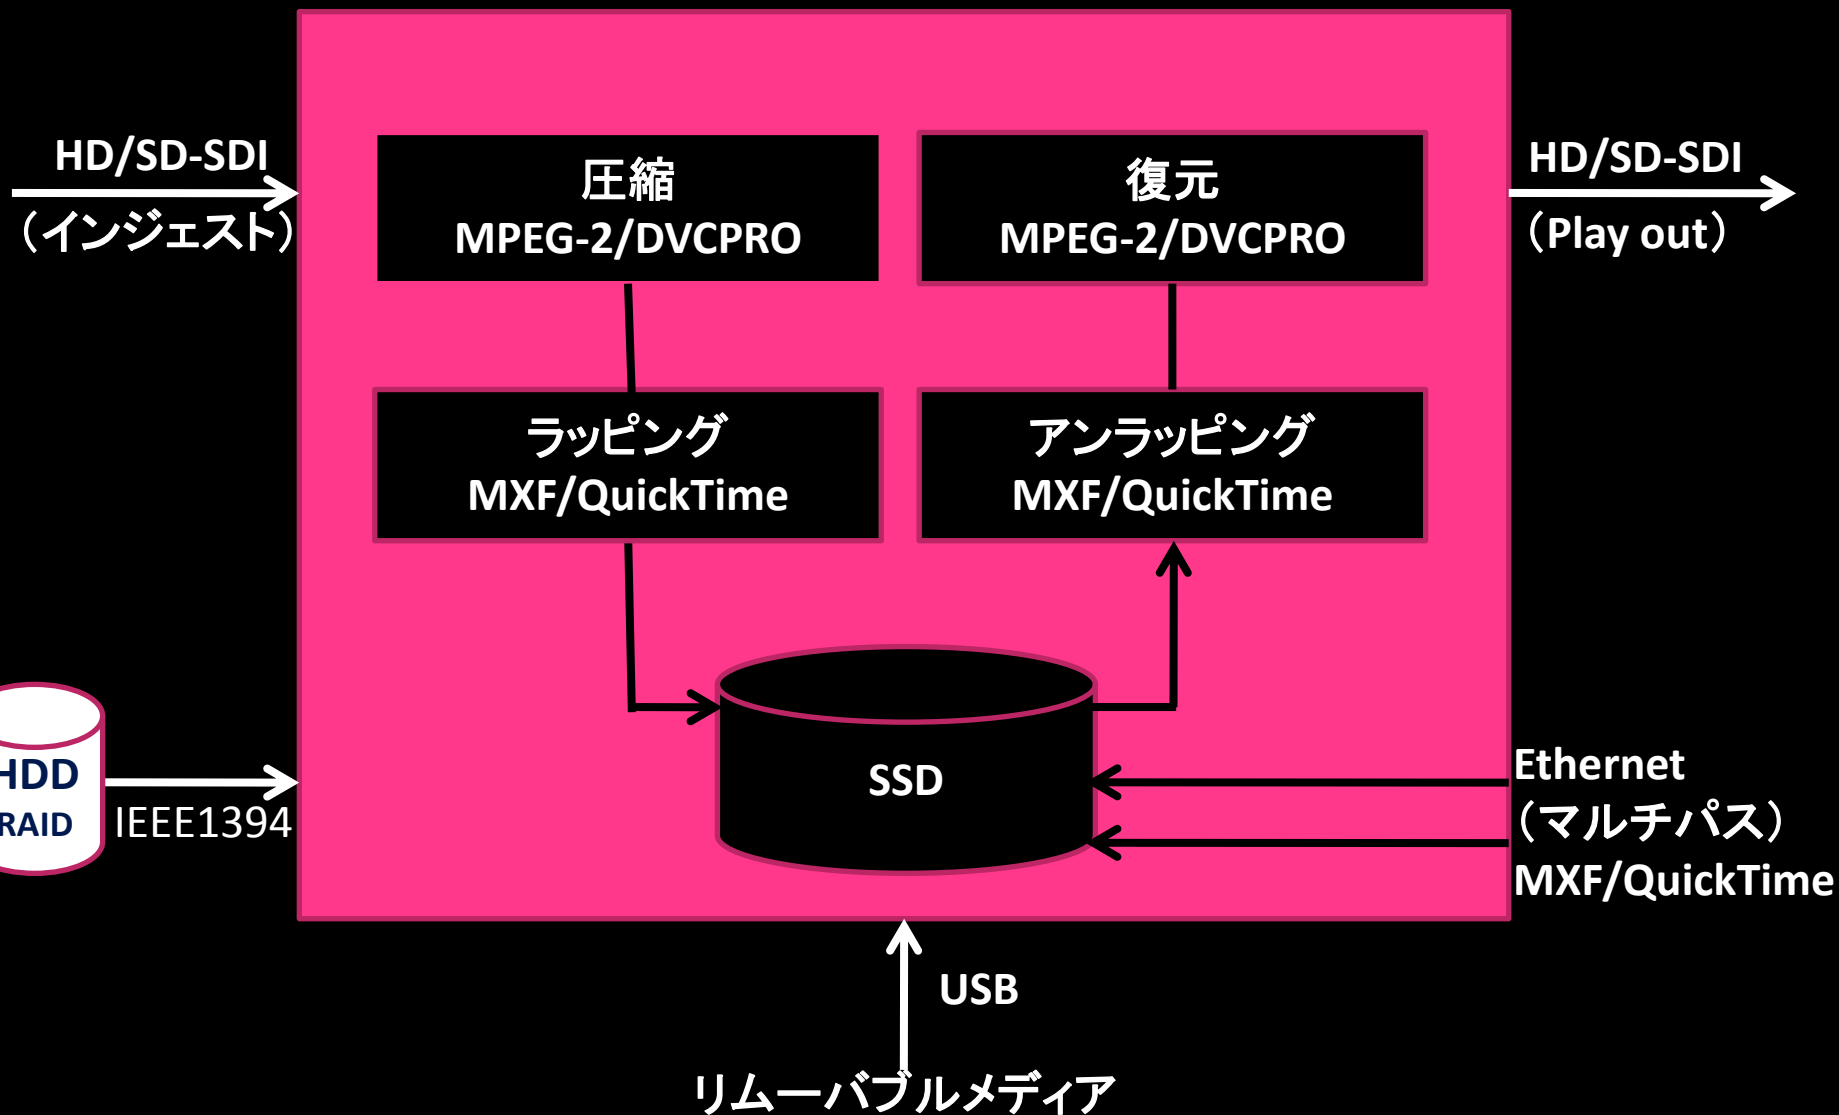 HD/SD-SDI
（インジェスト）
圧縮
MPEG-2/DVCPRO
復元
MPEG-2/DVCPRO
HD/SD-SDI
（Play out）
ラッピング
MXF/QuickTime
アンラッピング
MXF/QuickTime
HDD
RAID
IEEE1394
SSD
Ethernet
（マルチパス）
MXF/QuickTime
USB
リムーバブルメディア